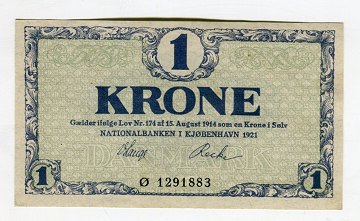 1
KRONE
Gælder ifølge Lov Nr. 174 af 15. August 1914 som en Krone i Sølv
NATIONALBANKEN I KJØBENHAVN 1921
Lange
1 Ø 1291883 1